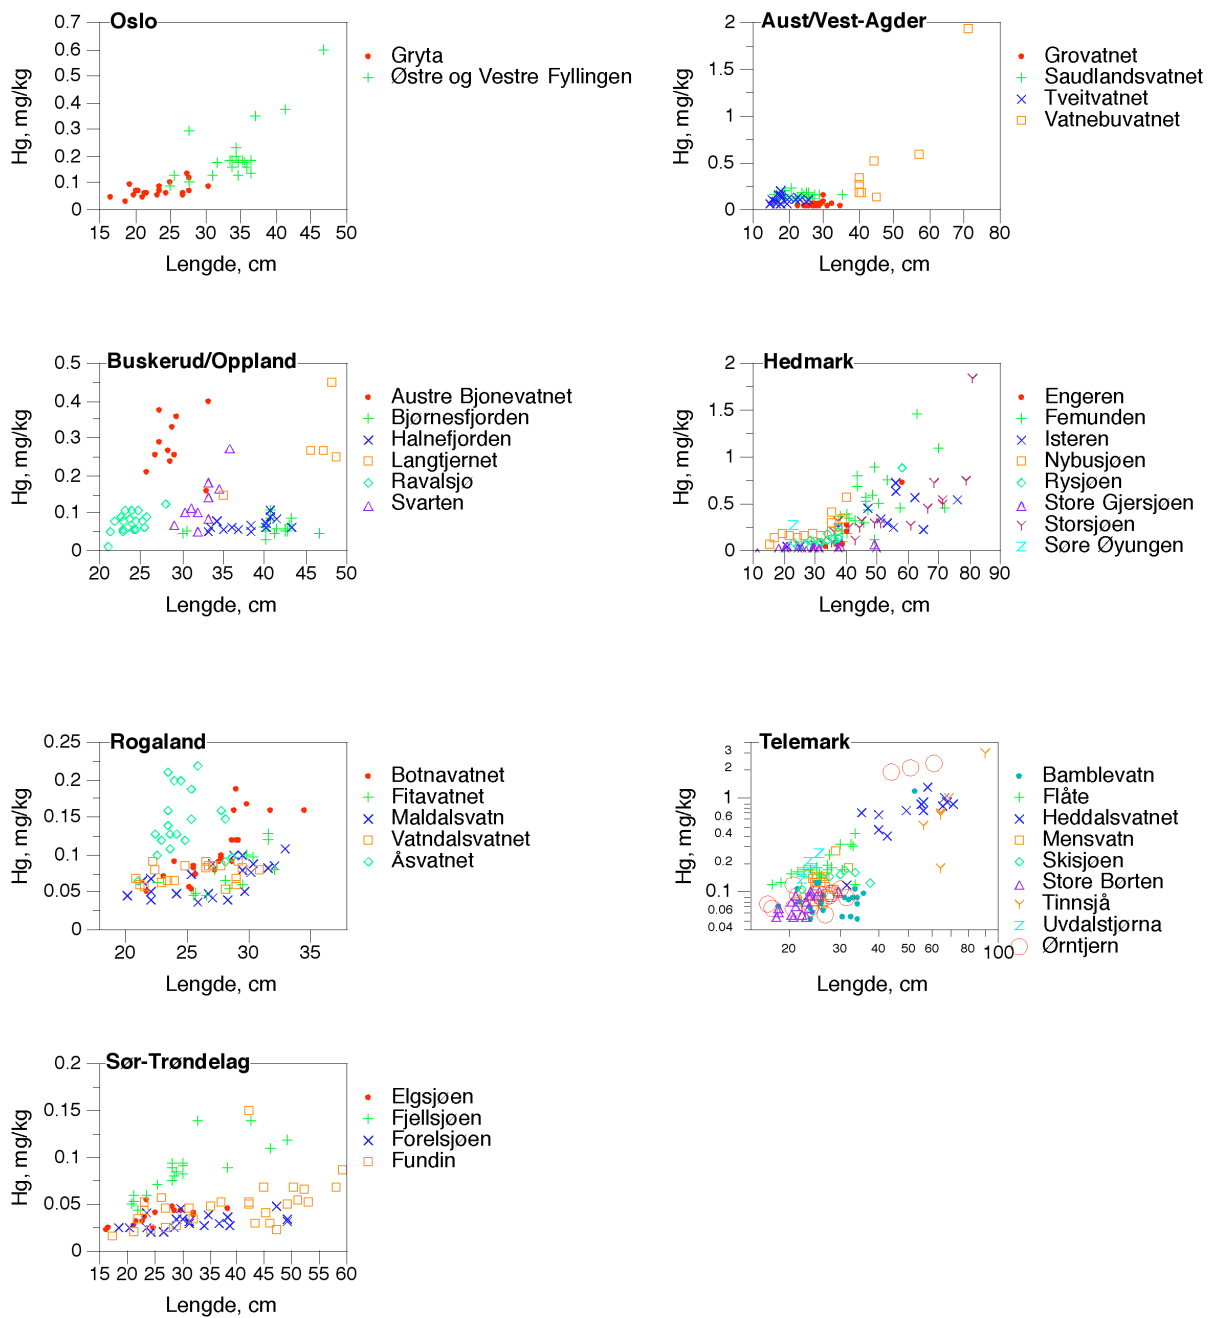 Oslo
0.7
0.6
0.5
0.4
0.3
0.2
0.1
0
Hg, mg/kg
15 20 25 30 35 40 45 50
Lengde, cm
Gryta
Østre og Vestre Fyllingen
Aust/Vest-Agder
2
1.5
1
0.5
0
Hg, mg/kg
10 20 30 40 50 60 70 80
Lengde, cm
Grovatnet
Saudlandsvatnet
Tveitvatnet
Vatnebuvatnet
Buskerud/Oppland
0.5
0.4
0.3
0.2
0.1
0
Hg, mg/kg
20 25 30 35 40 45 50
Lengde, cm
Austre Bjonevatnet
Bjørnesfjorden
Halnefjorden
Langtjernet
Ravalsjø
Svarten
Hedmark
2
1.5
1
0.5
0
Hg, mg/kg
10 20 30 40 50 60 70 80 90
Lengde, cm
Engeren
Femunden
Isteren
Nybusjøen
Rysjøen
Store Gjersjøen
Storsjøen
Søre Øyungen
Rogaland
0.25
0.2
0.15
0.1
0.05
0
Hg, mg/kg
20 25 30 35
Lengde, cm
Botnavatnet
Fitavatnet
Maldalsvatn
Vatndalsvatnet
Åsvatnet
Telemark
3
2
1
0.6
0.4
0.2
0.1
0.06
0.04
Hg, mg/kg
20 30 40 52 60 70 100
Lengde, cm
Bamblevatn
Flåte
Heddalsvatnet
Mensvatn
Skisjøen
Store Børten
Tinnsjå
Uvdalstjørna
Ørntjern
Sør-Trøndelag
0.2
0.15
0.1
0.05
0
Hg, mg/kg
15 20 25 30 35 40 45 50 55 60
Lengde, cm
Elgsjøen
Fjellsjøen
Forelsjøen
Fundin